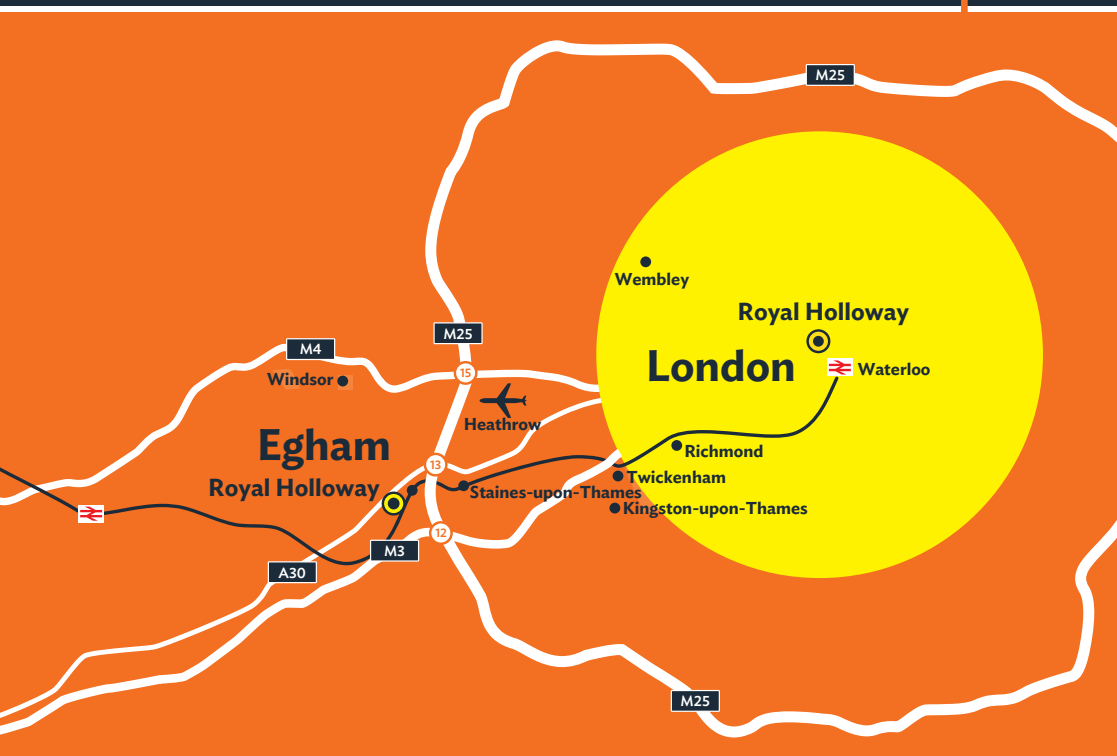 M25
Wembley
Royal Holloway
M25
M4
London
Waterloo
15
Windsor
Heathrow
Egham
Richmond
13
Twickenham
Royal Holloway
Staines-upon-Thames
Kingston-upon-Thames
12
M3
A30
M25